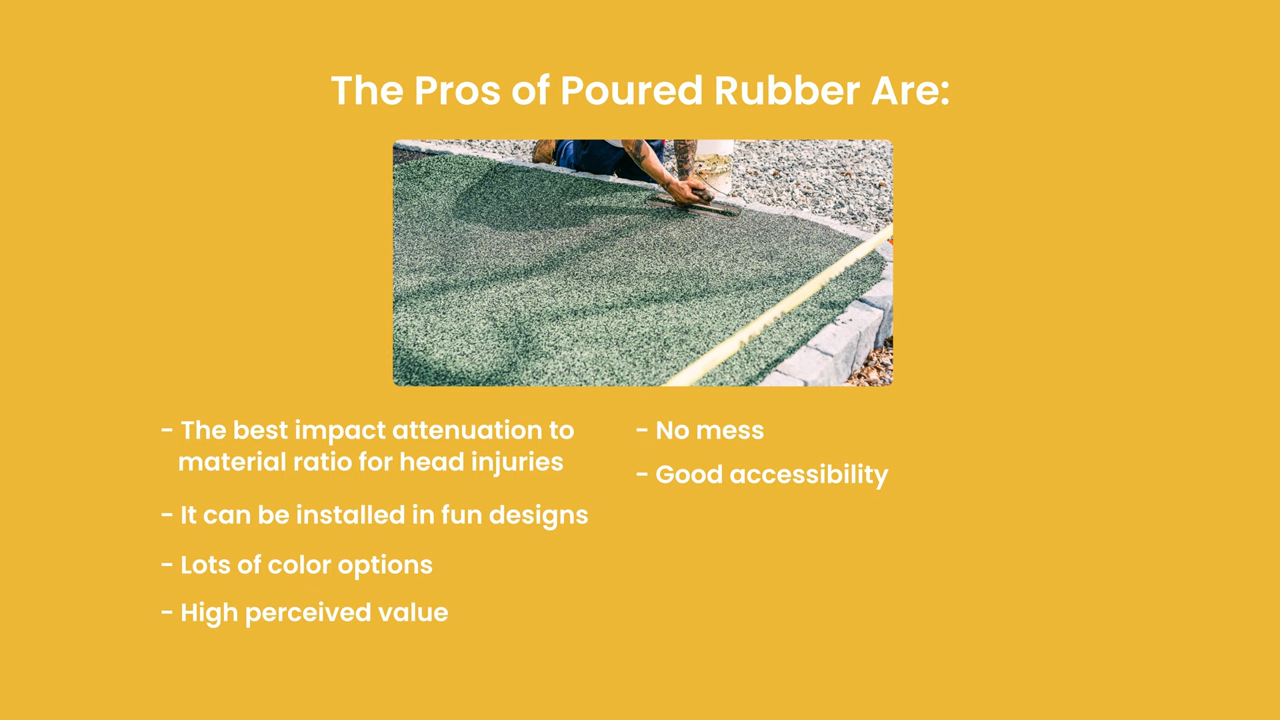 The Pros of Poured Rubber Are:
- The best impact attenuation to
material ratio for head injuries
- It can be installed in fun designs
- Lots of color options
- High perceived value
- No mess
- Good accessibility